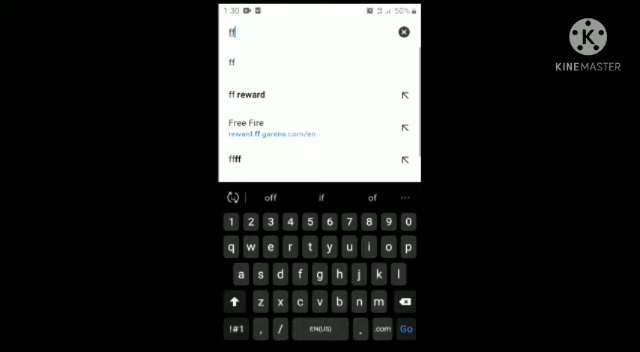 1.30 50%
ff
ff
ff reward
Free Fire
reward.ff.garena.com/en
ffff
off if of ...
1 2 3 4 5 6 7 8 9 0
q w e r t y u i o p
a s d f g h j k l
z x c v b n m
!#1 , / EN(US) . .com Go
K
KINEMASTER